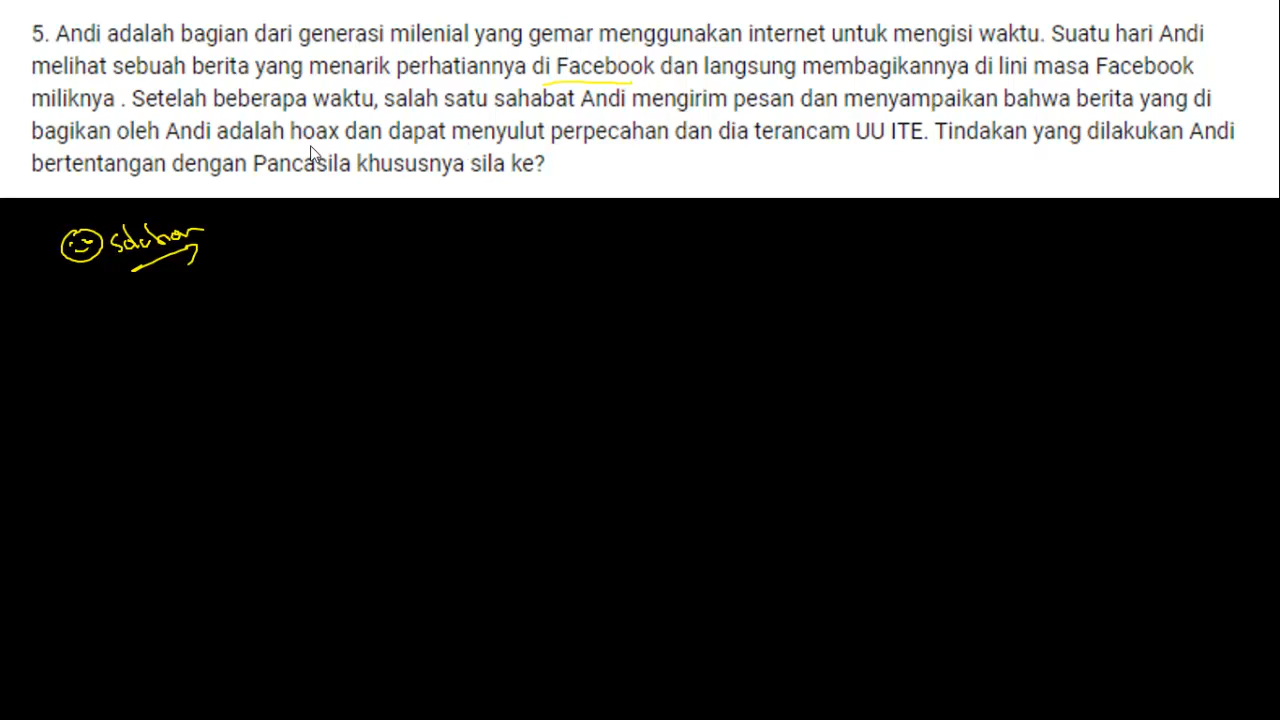 5. Andi adalah bagian dari generasi milenial yang gemar menggunakan internet untuk mengisi waktu. Suatu hari Andi
melihat sebuah berita yang menarik perhatiannya di Facebook dan langsung membagikannya di lini masa Facebook
miliknya . Setelah beberapa waktu, salah satu sahabat Andi mengirim pesan dan menyampaikan bahwa berita yang di
bagikan oleh Andi adalah hoax dan dapat menyulut perpecahan dan dia terancam UU ITE. Tindakan yang dilakukan Andi
bertentangan dengan Pancasila khususnya sila ke?